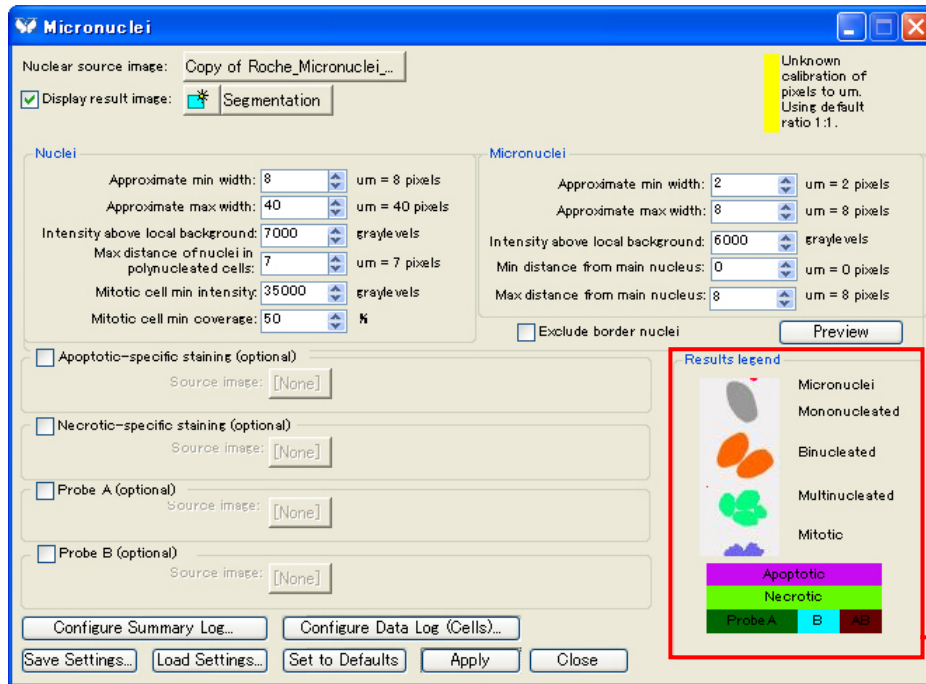 Micronuclei
Nuclear source image: Copy of Roche_Micronuclei_...
Display result image: Segmentation
Unknown
calibration of
pixels to um.
Using default
ratio 1:1.
Nuclei
Approximate min width: 8 um = 8 pixels
Approximate max width: 40 um = 40 pixels
Intensity above local background: 7000 graylevels
Max distance of nuclei in
polynucleated cells: 7 um = 7 pixels
Mitotic cell min intensity: 35000 graylevels
Mitotic cell min coverage: 50 %
Micronuclei
Approximate min width: 2 um = 2 pixels
Approximate max width: 8 um = 8 pixels
Intensity above local background: 6000 graylevels
Min distance from main nucleus: 0 um = 0 pixels
Max distance from main nucleus: 8 um = 8 pixels
Exclude border nuclei Preview
Apoptotic-specific staining (optional)
Source image: [None]
Necrotic-specific staining (optional)
Source image: [None]
Probe A (optional)
Source image: [None]
Probe B (optional)
Source image: [None]
Results legend
Micronuclei
Mononucleated
Binucleated
Multinucleated
Mitotic
Apoptotic
Necrotic
Probe A B AB
Configure Summary Log... Configure Data Log (Cells)...
Save Settings... Load Settings... Set to Defaults Apply Close